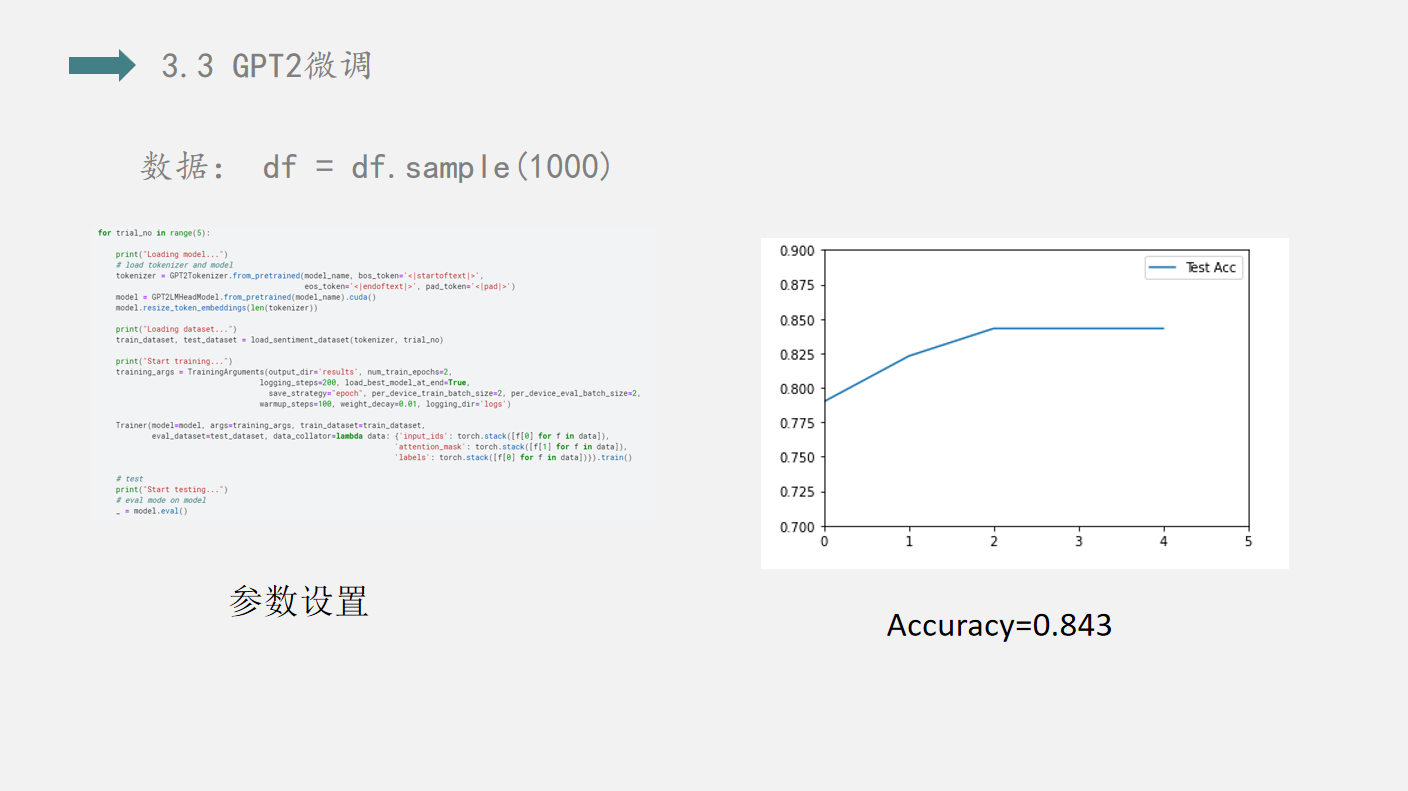 3.3 GPT2微调
数据: df = df.sample(1000)
for trial_no in range(5):
print("Loading model...")
# load tokenizer and model
tokenizer = GPT2Tokenizer.from_pretrained(model_name, bos_token='<|startoftext|>',
eos_token='<|endoftext|>', pad_token='<|pad|>')
model = GPT2LMHeadModel.from_pretrained(model_name).cuda()
model.resize_token_embeddings(len(tokenizer))
print("Loading dataset...")
train_dataset, test_dataset = load_sentiment_dataset(tokenizer, trial_no)
print("Start training...")
training_args = TrainingArguments(output_dir='results', num_train_epochs=2,
logging_steps=200, load_best_model_at_end=True,
save_strategy="epoch", per_device_train_batch_size=2, per_device_eval_batch_size=2,
warmup_steps=100, weight_decay=0.01, logging_dir='logs')
Trainer(model=model, args=training_args, train_dataset=train_dataset,
eval_dataset=test_dataset, data_collator=lambda data: {'input_ids': torch.stack([f[0] for f in data]),
'attention_mask': torch.stack([f[1] for f in data]),
'labels': torch.stack([f[0] for f in data])}).train()
# test
print("Start testing...")
# eval mode on model
_ = model.eval()
参数设置
0.900
0.875
0.850
0.825
0.800
0.775
0.750
0.725
0.700
0 1 2 3 4 5
Test Acc
Accuracy=0.843